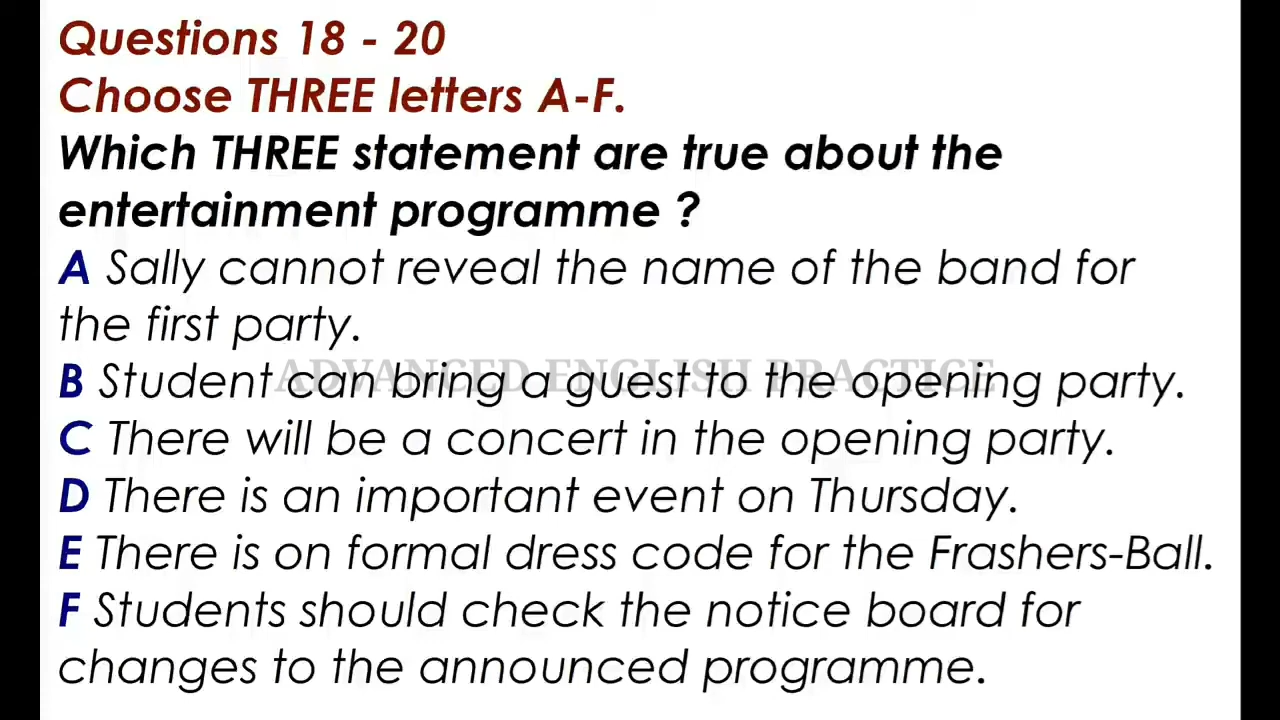 Questions 18 - 20
Choose THREE letters A-F.
Which THREE statement are true about the
entertainment programme ?
A Sally cannot reveal the name of the band for
the first party.
ADVANCED ENGLISH PRACTICE
B Student can bring a guest to the opening party.
C There will be a concert in the opening party.
D There is an important event on Thursday.
E There is on formal dress code for the Frashers-Ball.
F Students should check the notice board for
changes to the announced programme.